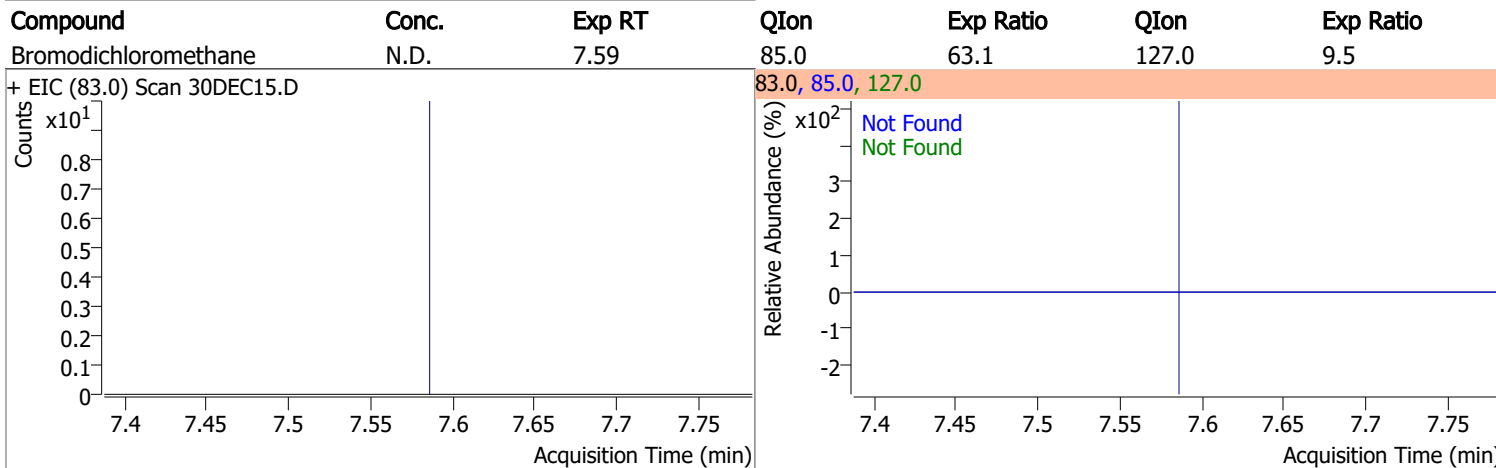 Compound Conc. Exp RT QIon Exp Ratio QIon Exp Ratio
Bromodichloromethane N.D. 7.59 85.0 63.1 127.0 9.5
+ EIC (83.0) Scan 30DEC15.D
Counts
x10¹
0.8
0.7
0.6
0.5
0.4
0.3
0.2
0.1
0
7.4 7.45 7.5 7.55 7.6 7.65 7.7 7.75
Acquisition Time (min)
83.0, 85.0, 127.0
Relative Abundance (%)
x10²
Not Found
Not Found
3
2
1
0
-1
-2
7.4 7.45 7.5 7.55 7.6 7.65 7.7 7.75
Acquisition Time (min)